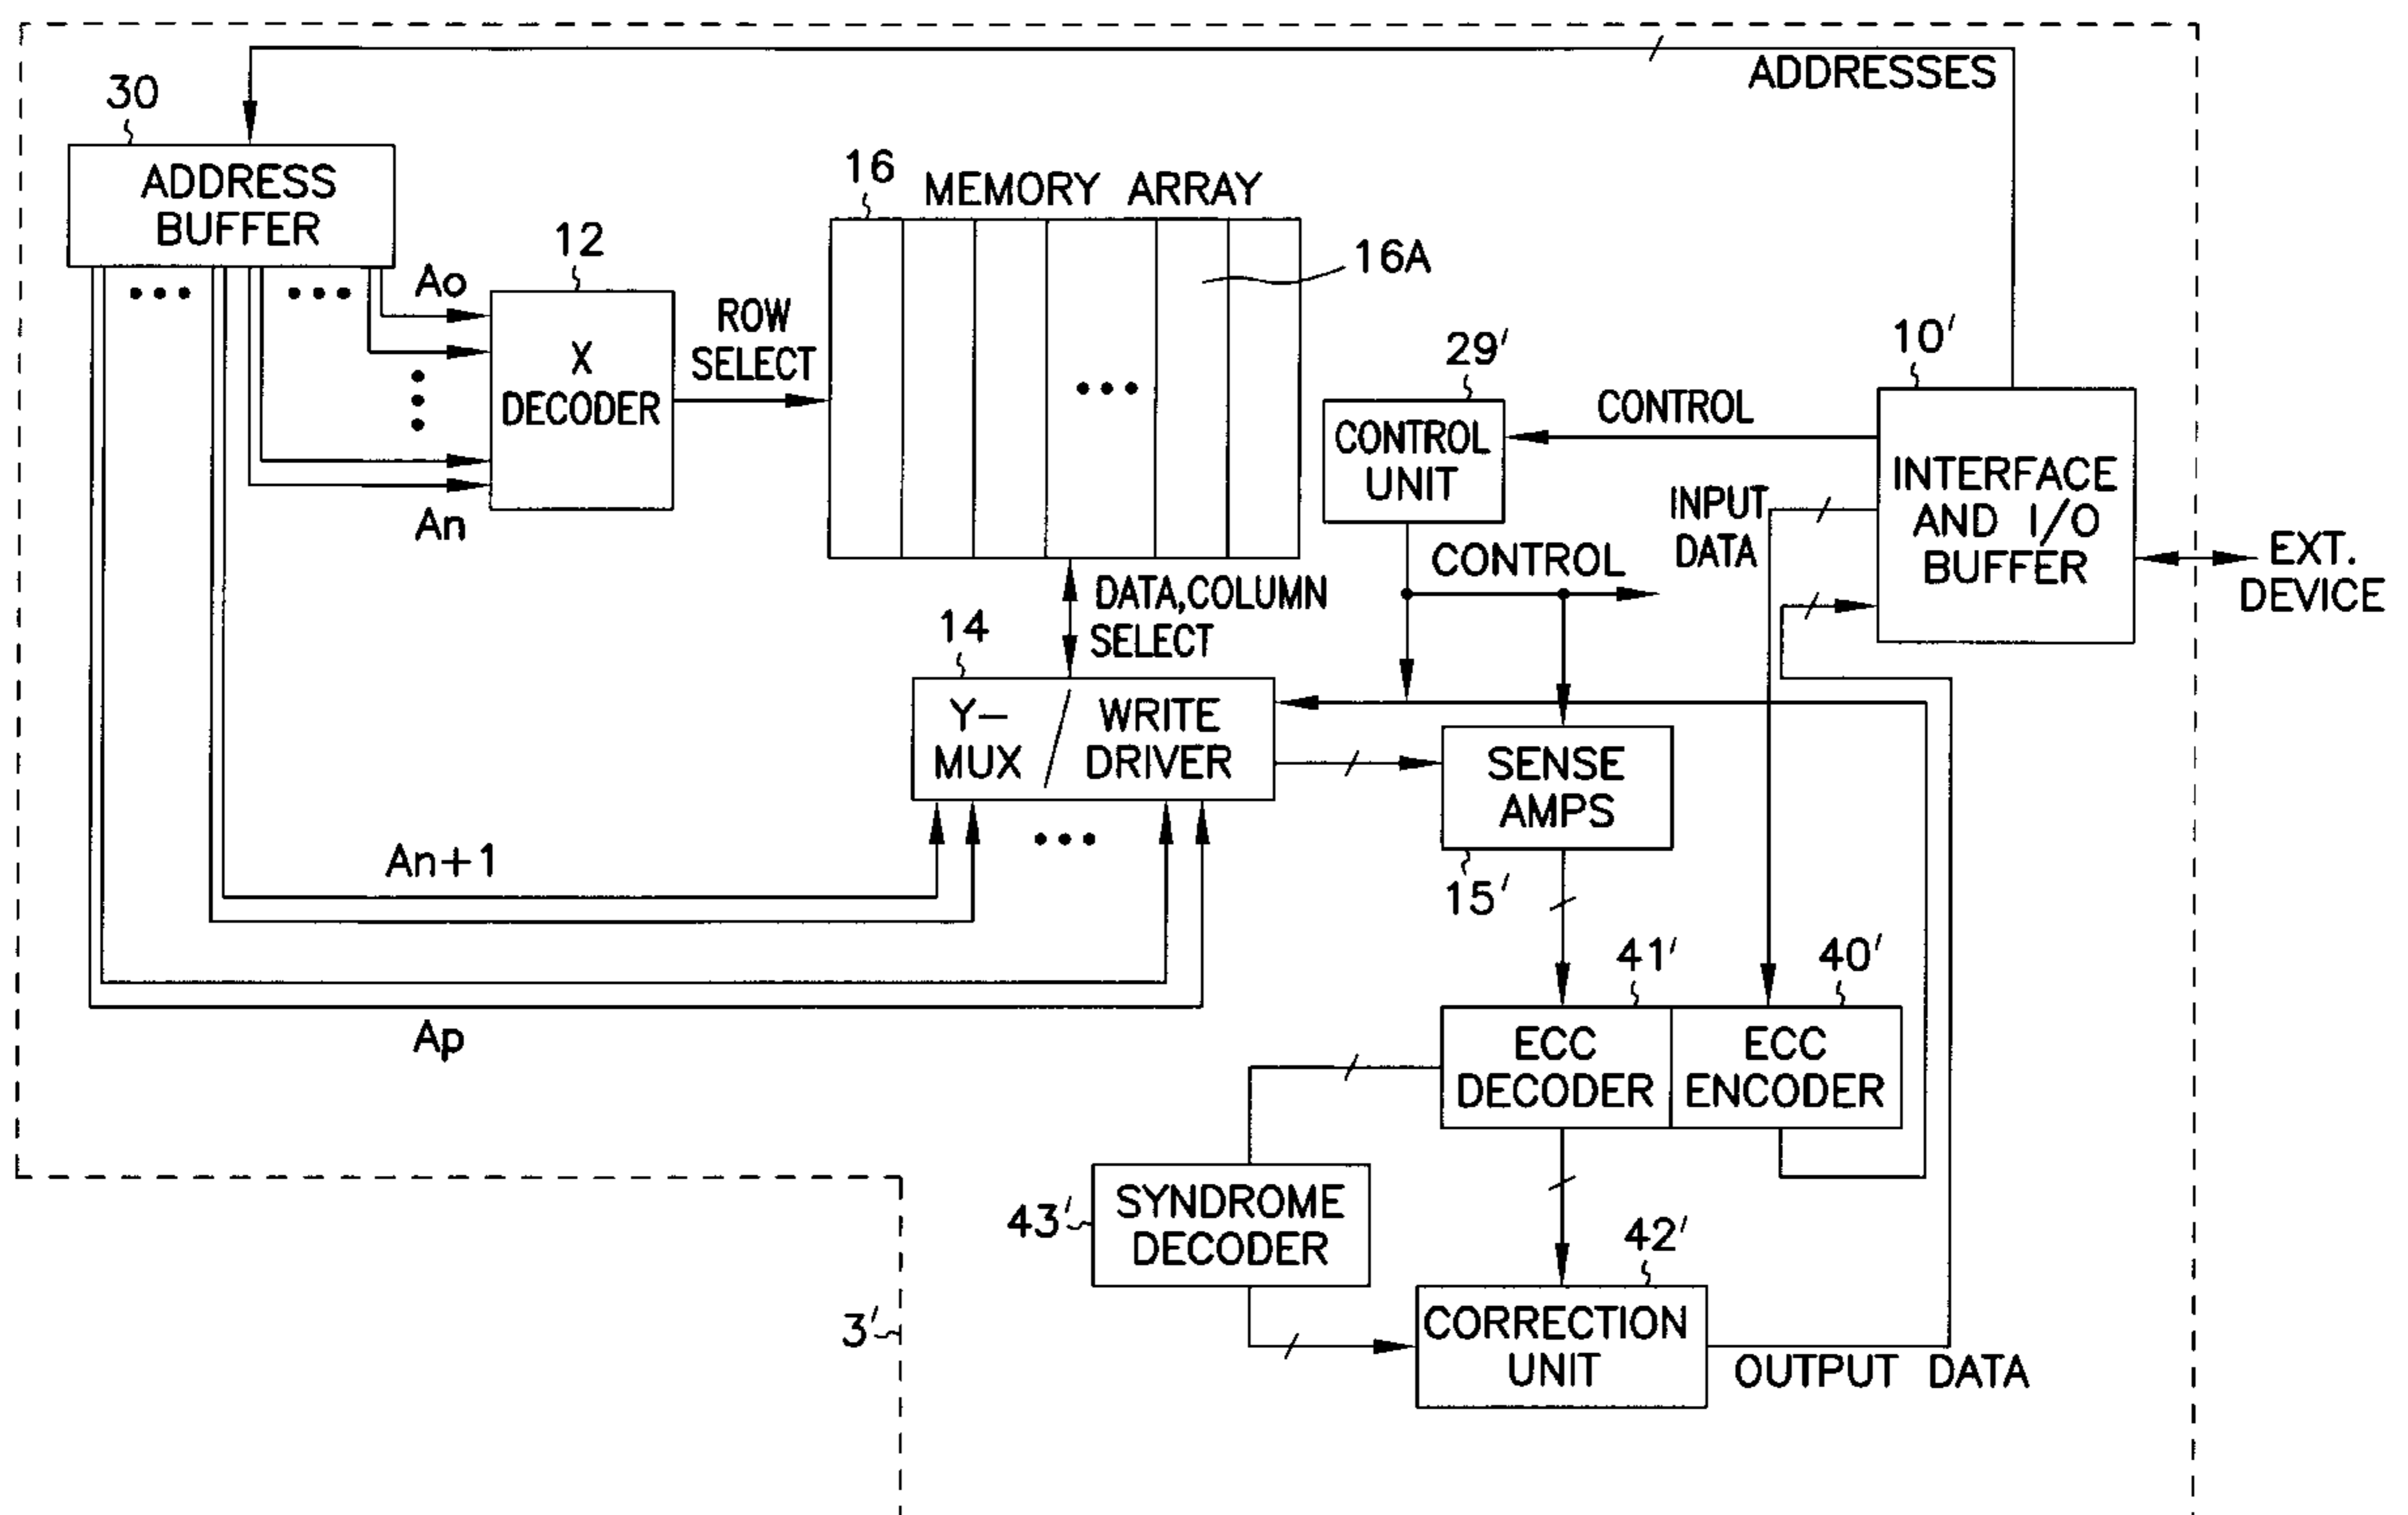 ADDRESSES
30
ADDRESS
BUFFER
16
MEMORY ARRAY
16A
12
Ao
X
DECODER
An
ROW
SELECT
29'
CONTROL
UNIT
CONTROL
10'
INTERFACE
AND I/O
BUFFER
INPUT
DATA
EXT.
DEVICE
CONTROL
DATA,COLUMN
SELECT
14
Y-
MUX
/
WRITE
DRIVER
SENSE
AMPS
15'
An+1
Ap
41'
ECC
DECODER
40'
ECC
ENCODER
43'
SYNDROME
DECODER
42'
CORRECTION
UNIT
OUTPUT DATA
3'